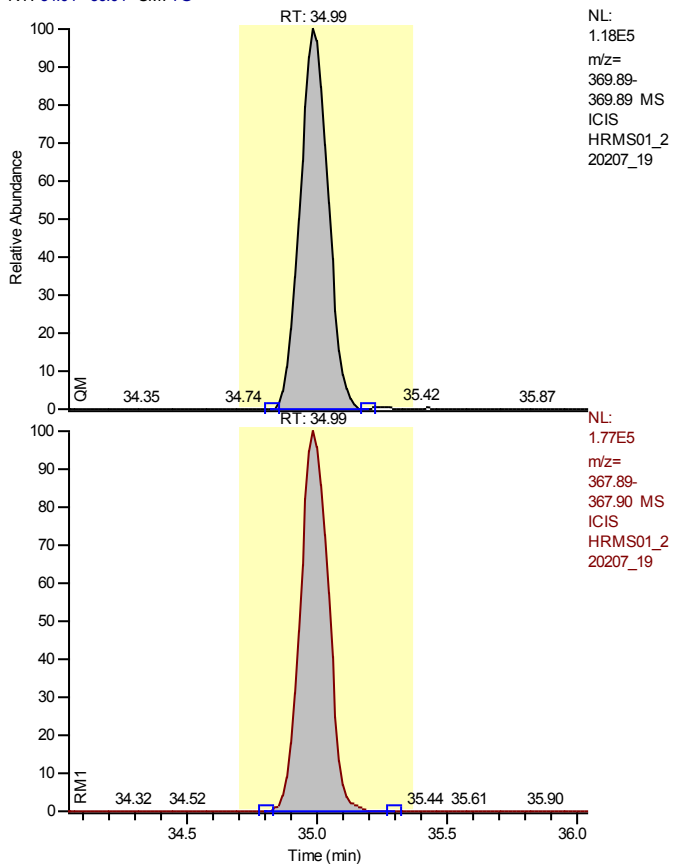 RT: 34.99
NL:
1.18E5
m/z=
369.89-
369.89 MS
ICIS
HRMS01_2
20207_19
100
90
80
70
60
50
40
30
20
10
0
Relative Abundance
QM
34.35
34.74
35.42
35.87
RT: 34.99
NL:
1.77E5
m/z=
367.89-
367.90 MS
ICIS
HRMS01_2
20207_19
100
90
80
70
60
50
40
30
20
10
0
RM1
34.32
34.52
35.44
35.61
35.90
34.5
35.0
35.5
36.0
Time (min)